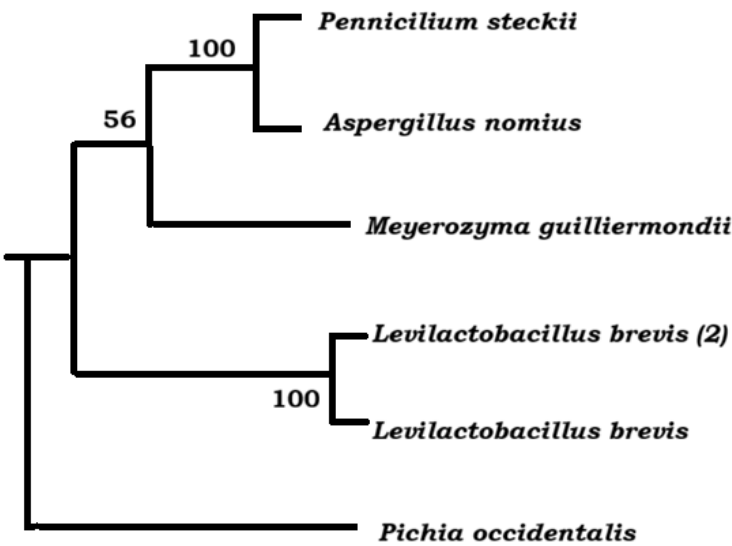 Pennicilium steckii
100
56
Aspergillus nomius
Meyerozyma guilliermondii
Levilactobacillus brevis (2)
100
Levilactobacillus brevis
Pichia occidentalis